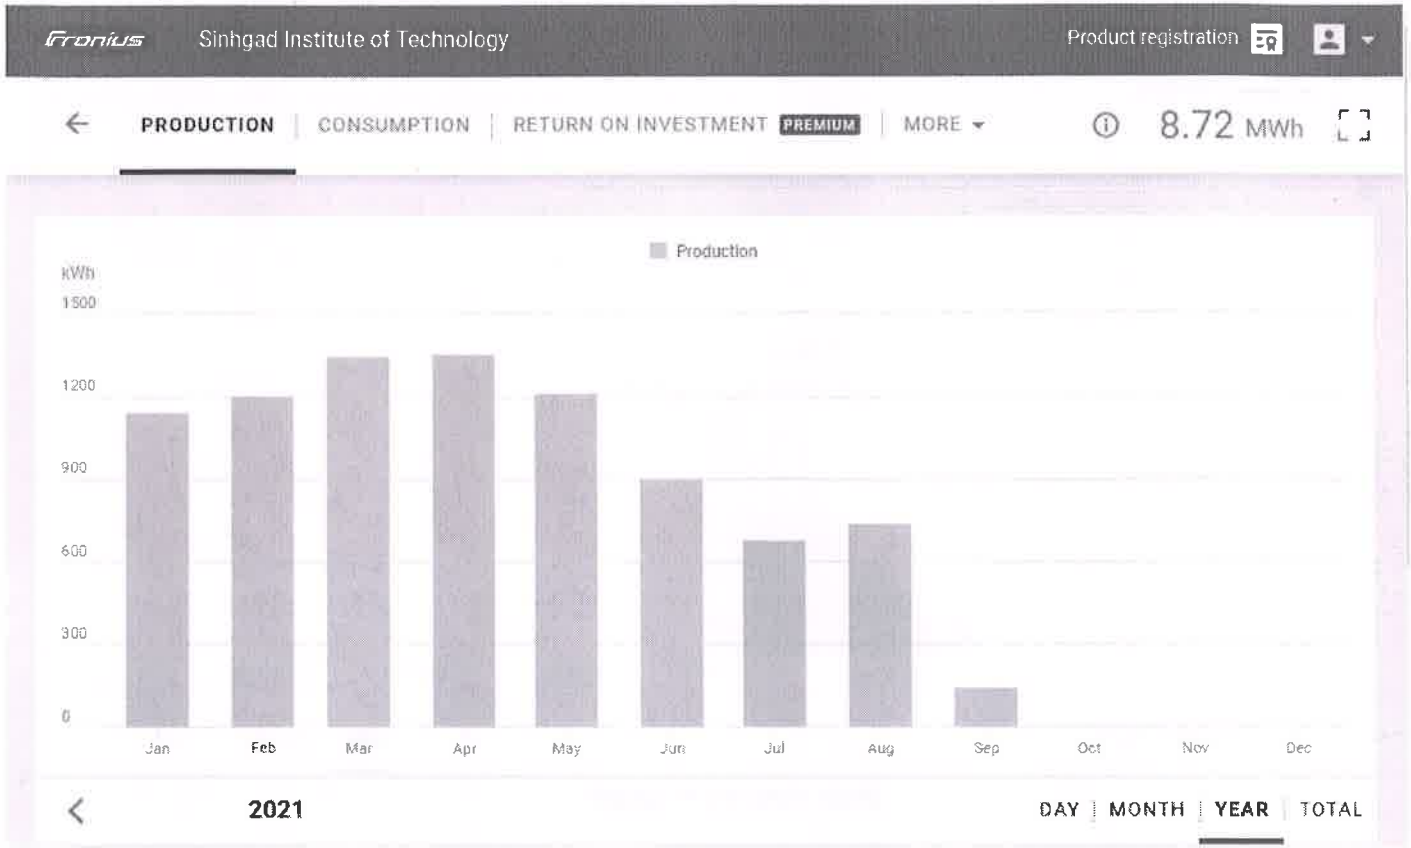 Fronius Sinhgad Institute of Technology Product registration
PRODUCTION CONSUMPTION RETURN ON INVESTMENT PREMIUM MORE 8.72 MWh
Production
kWh
1500
1200
900
600
300
0
Jan Feb Mar Apr May Jun Jul Aug Sep Oct Nov Dec
2021 DAY MONTH YEAR TOTAL